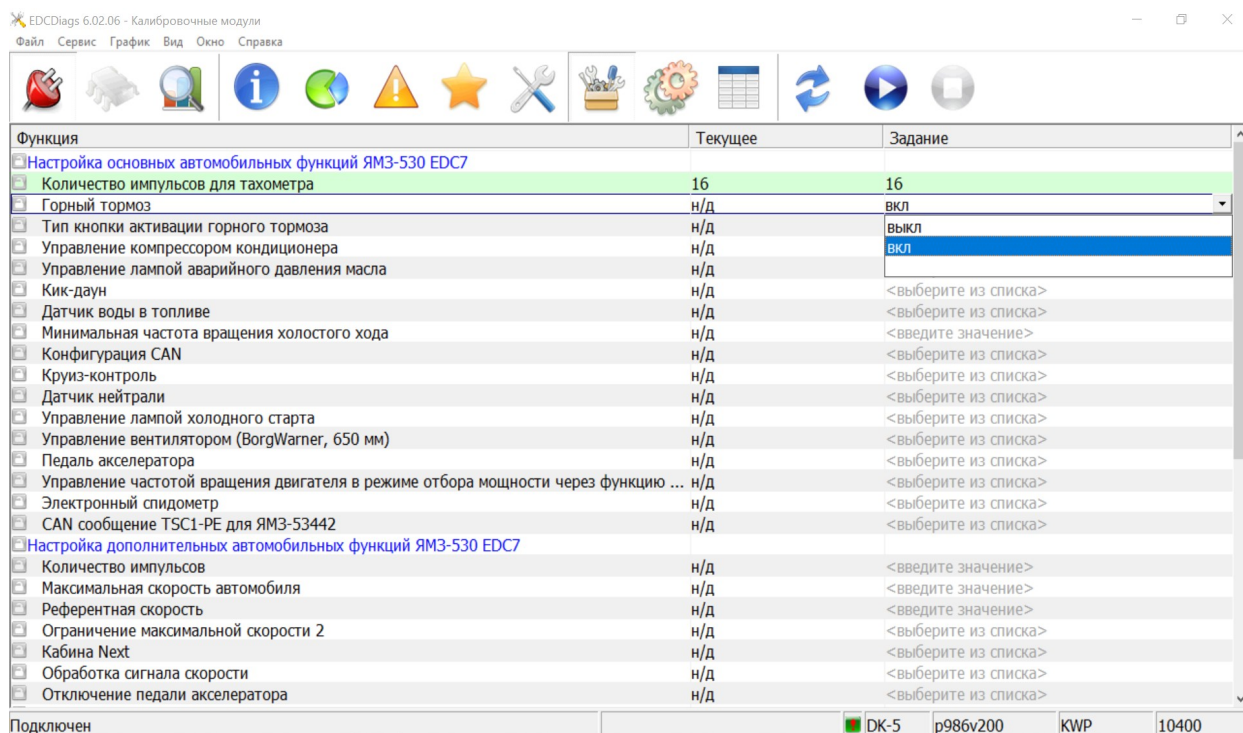 EDCDiags 6.02.06 - Калибровочные модули
Файл Сервис График Вид Окно Справка
Функция Текущее Задание
Настройка основных автомобильных функций ЯМЗ-530 EDC7
Количество импульсов для тахометра 16 16
Горный тормоз н/д вкл
Тип кнопки активации горного тормоза н/д выкл
Управление компрессором кондиционера н/д вкл
Управление лампой аварийного давления масла н/д
Кик-даун н/д <выберите из списка>
Датчик воды в топливе н/д <выберите из списка>
Минимальная частота вращения холостого хода н/д <введите значение>
Конфигурация CAN н/д <выберите из списка>
Круиз-контроль н/д <выберите из списка>
Датчик нейтрали н/д <выберите из списка>
Управление лампой холодного старта н/д <выберите из списка>
Управление вентилятором (BorgWarner, 650 мм) н/д <выберите из списка>
Педаль акселератора н/д <выберите из списка>
Управление частотой вращения двигателя в режиме отбора мощности через функцию ... н/д <выберите из списка>
Электронный спидометр н/д <выберите из списка>
CAN сообщение TSC1-PE для ЯМЗ-53442 н/д <выберите из списка>
Настройка дополнительных автомобильных функций ЯМЗ-530 EDC7
Количество импульсов н/д <введите значение>
Максимальная скорость автомобиля н/д <введите значение>
Референтная скорость н/д <введите значение>
Ограничение максимальной скорости 2 н/д <выберите из списка>
Кабина Next н/д <выберите из списка>
Обработка сигнала скорости н/д <выберите из списка>
Отключение педали акселератора н/д <выберите из списка>
Подключен DK-5 p986v200 KWP 10400